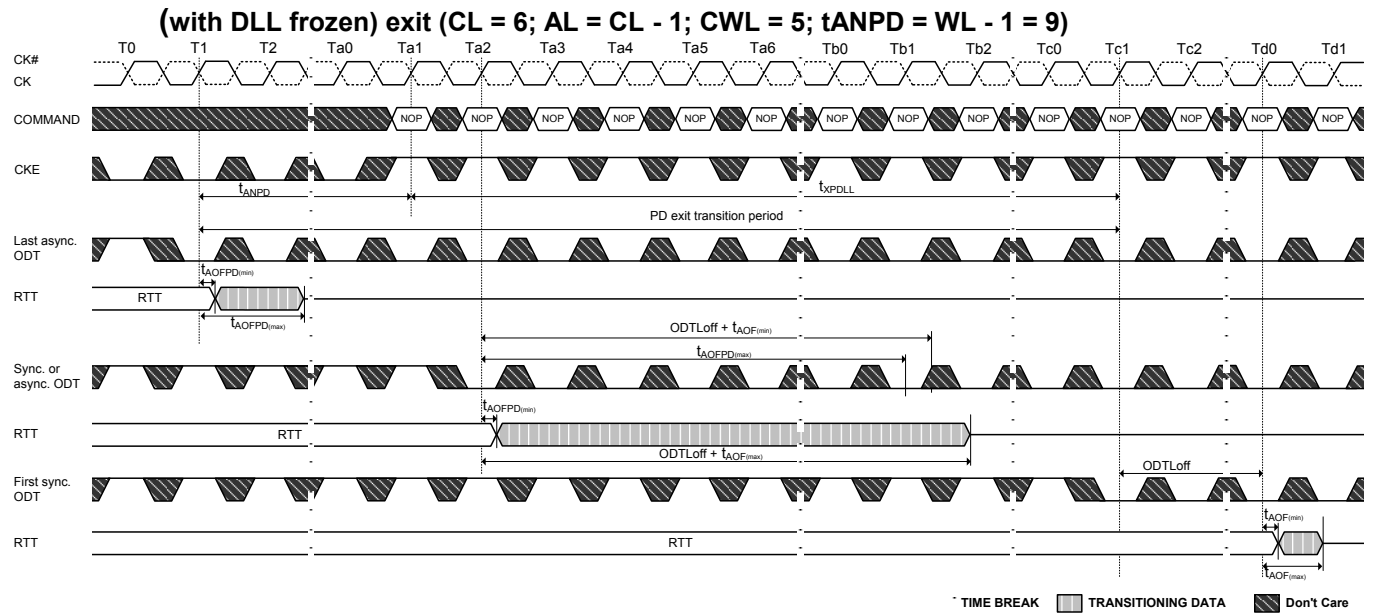 (with DLL frozen) exit (CL = 6; AL = CL - 1; CWL = 5; tANPD = WL - 1 = 9)
T0 T1 T2 Ta0 Ta1 Ta2 Ta3 Ta4 Ta5 Ta6 Tb0 Tb1 Tb2 Tc0 Tc1 Tc2 Td0 Td1
CK#
CK
COMMAND NOP NOP NOP NOP NOP NOP NOP NOP NOP NOP NOP NOP NOP NOP
CKE
tANPD tXPDLL
PD exit transition period
Last async.
ODT
tAOFPD(min)
RTT RTT
tAOFPD(max)
ODTLoff + tAOF(min)
tAOFPD(max)
Sync. or
async. ODT
tAOFPD(min)
RTT RTT
ODTLoff + tAOF(max)
ODTLoff
First sync.
ODT
tAOF(min)
RTT RTT
tAOF(max)
TIME BREAK TRANSITIONING DATA Don't Care